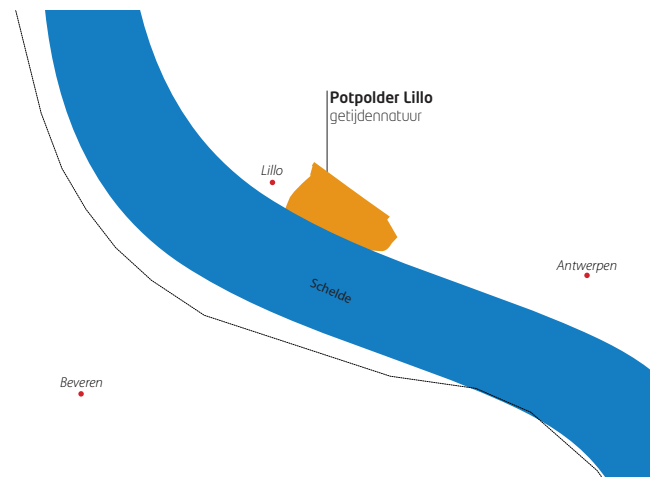 Potpolder Lillo
getijdennatuur
Lillo
Antwerpen
Schelde
Beveren